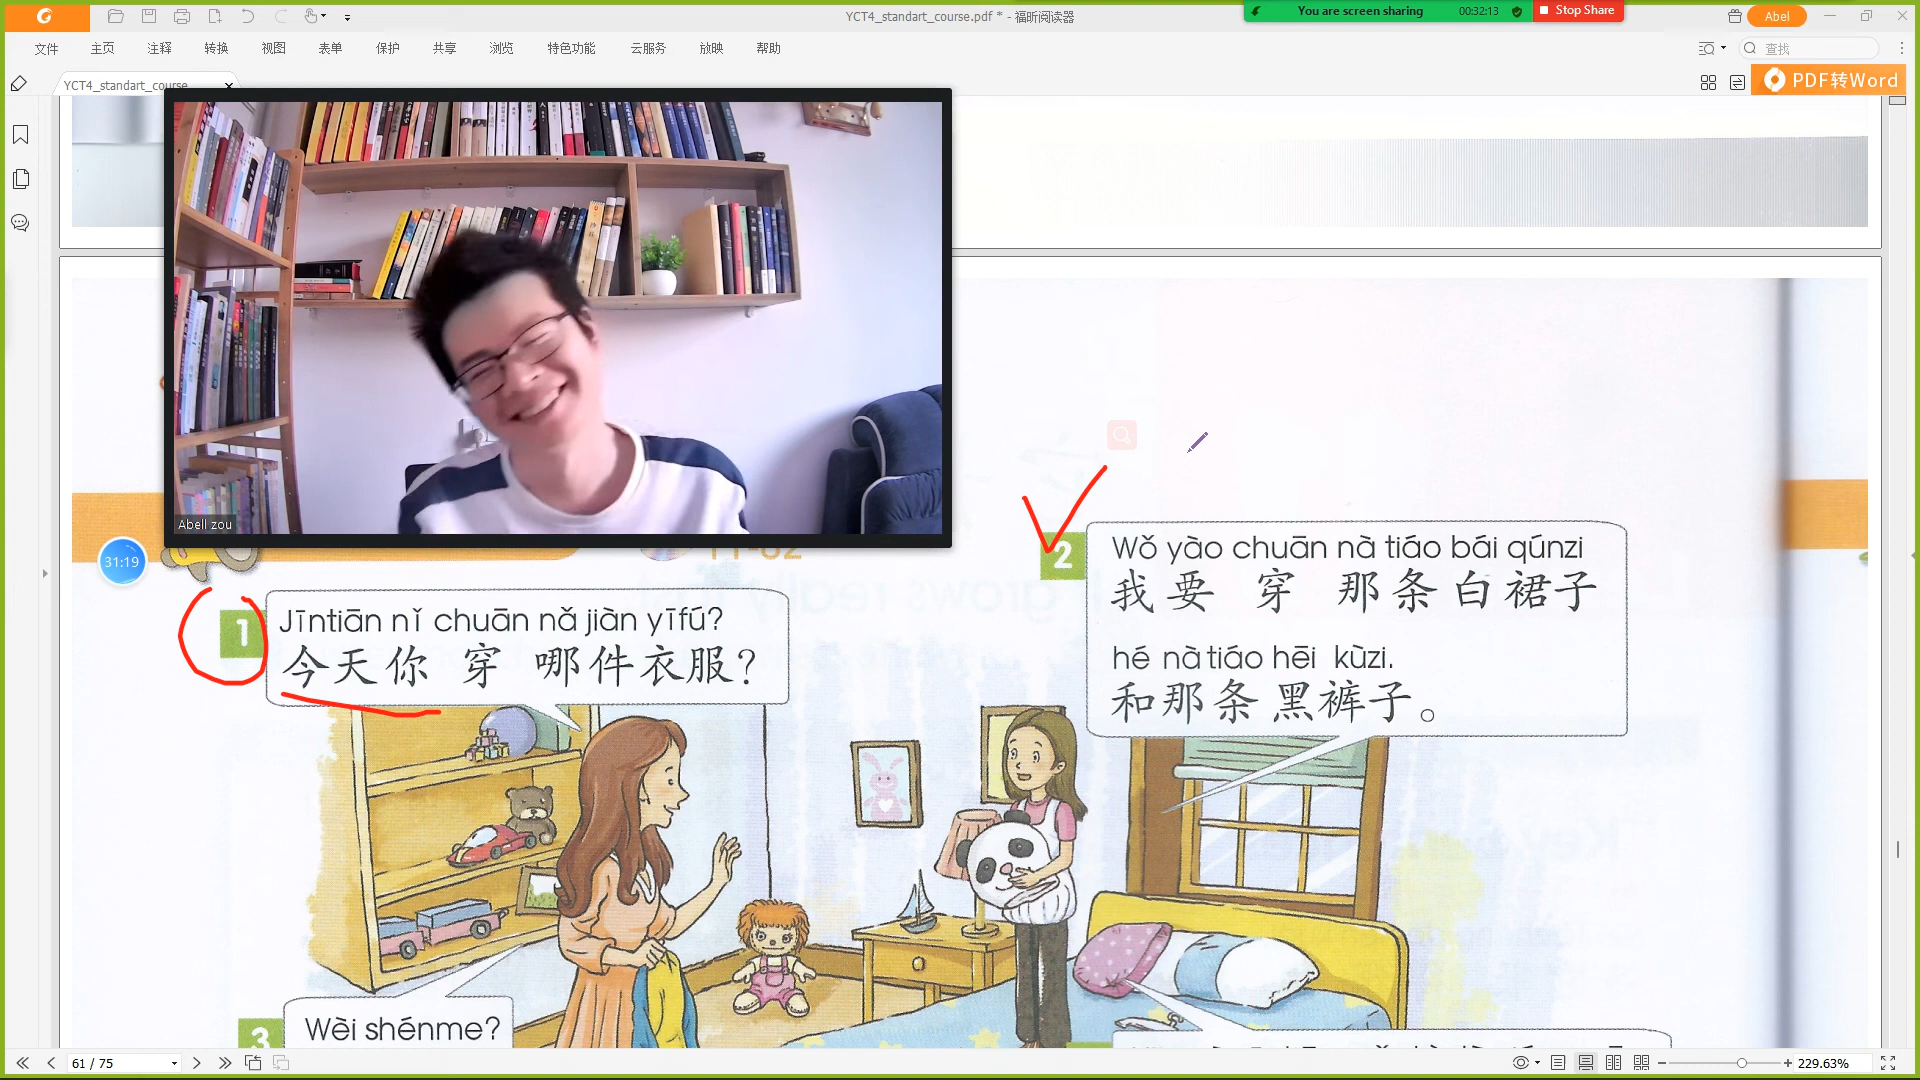 YCT4_standart_course.pdf * - 福昕阅读器
You are screen sharing
00:32:13
Stop Share
Abel
文件 主页 注释 转换 视图 表单 保护 共享 浏览 特色功能 云服务 放映 帮助
查找
YCT4_standart_course
PDF转Word
Abell zou
31:19
1
Jīntiān nǐ chuān nǎ jiàn yīfú?
今天你 穿 哪件衣服?
2
Wǒ yào chuān nà tiáo bái qúnzi
我要 穿 那条白裙子
hé nà tiáo hēi kùzi.
和那条黑裤子。
3
Wèi shénme?
61 / 75
229.63%